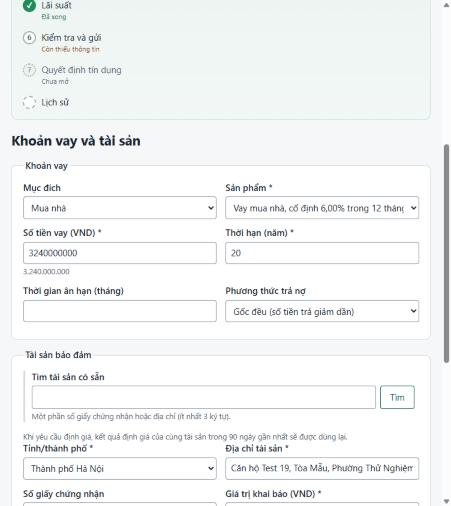 Lãi suất
Đã xong
6 Kiểm tra và gửi
Còn thiếu thông tin
7 Quyết định tín dụng
Chưa mở
Lịch sử
Khoản vay và tài sản
Khoản vay
Mục đích
Sản phẩm *
Mua nhà
Vay mua nhà, cố định 6,00% trong 12 tháng
Số tiền vay (VND) *
Thời hạn (năm) *
3240000000
20
3.240.000.000
Thời gian ân hạn (tháng)
Phương thức trả nợ
Gốc đều (số tiền trả giảm dần)
Tài sản bảo đảm
Tìm tài sản có sẵn
Tìm
Một phần số giấy chứng nhận hoặc địa chỉ (ít nhất 3 ký tự).
Khi yêu cầu định giá, kết quả định giá của cùng tài sản trong 90 ngày gần nhất sẽ được dùng lại.
Tỉnh/thành phố *
Địa chỉ tài sản *
Thành phố Hà Nội
Căn hộ Test 19, Tòa Mẫu, Phường Thử Nghiệm
Số giấy chứng nhận
Giá trị khai báo (VND) *